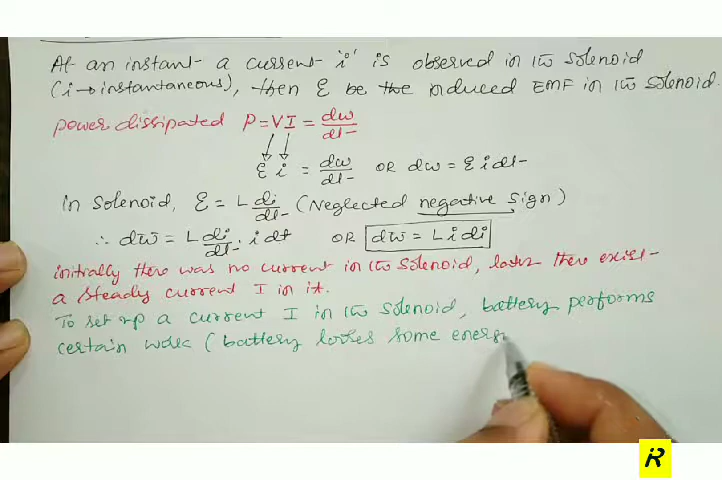 At an instant a current 'i' is observed in the solenoid
(i → instantaneous), then ℰ be the induced EMF in the solenoid.
power dissipated P = VI = dw/dt
ℰ i = dw/dt OR dw = ℰ i dt
In Solenoid, ℰ = L di/dt (Neglected negative sign)
∴ dw = L di/dt . i dt OR dw = L i di
initially there was no current in the solenoid, later there exist
a steady current I in it.
To set up a current I in the solenoid, battery performs
certain work (battery looses some energy
R